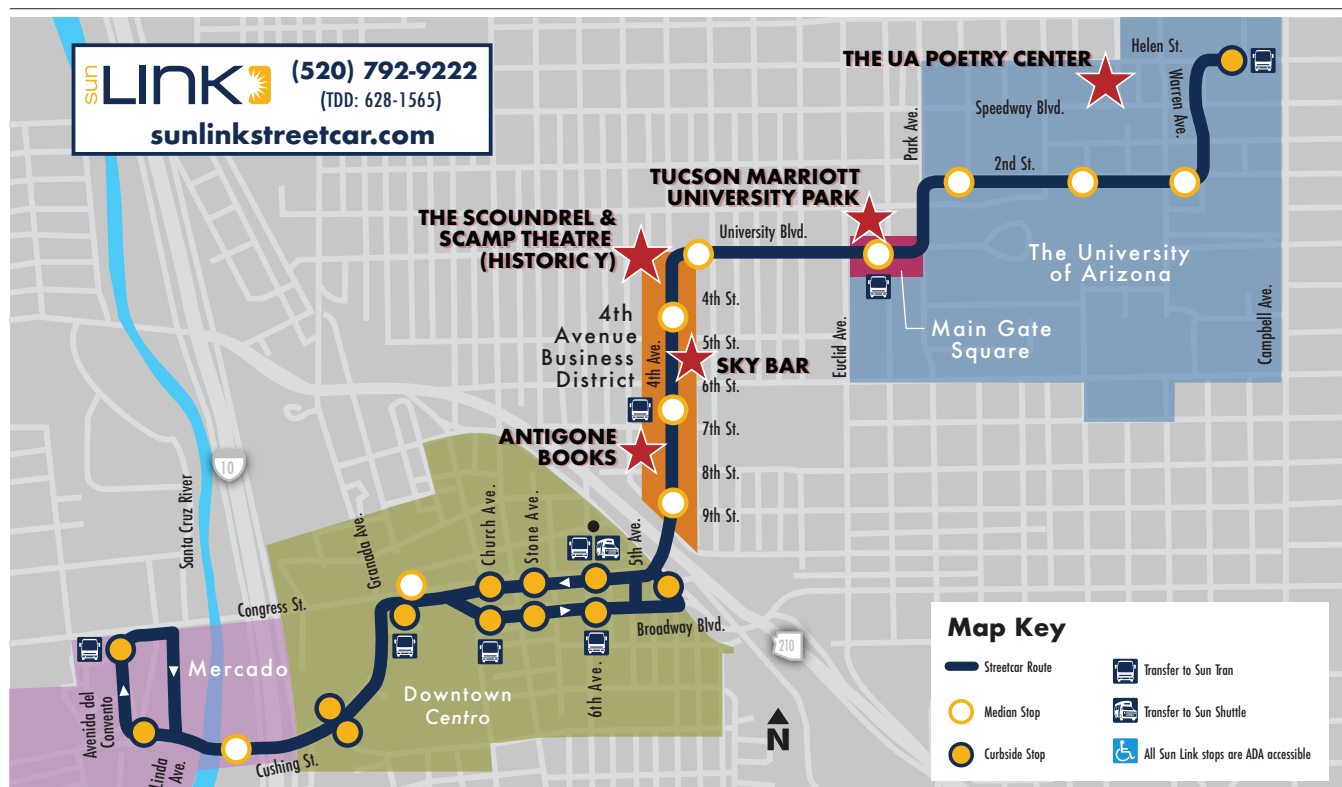 sun LINK
(520) 792-9222
(TDD: 628-1565)
sunlinkstreetcar.com
THE UA POETRY CENTER
Helen St.
Warren Ave.
Speedway Blvd.
Park Ave.
2nd St.
TUCSON MARRIOTT
UNIVERSITY PARK
THE SCOUNDREL &
SCAMP THEATRE
(HISTORIC Y)
University Blvd.
The University
of Arizona
Campbell Ave.
Euclid Ave.
Main Gate
Square
4th
Avenue
Business
District
4th Ave.
4th St.
5th St.
SKY BAR
6th St.
7th St.
ANTIGONE
BOOKS
8th St.
9th St.
10
Santa Cruz River
Granada Ave.
Church Ave.
Stone Ave.
5th Ave.
Congress St.
Broadway Blvd.
210
Mercado
Downtown
Centro
6th Ave.
Avenida del
Convento
Linda
Ave.
Cushing St.
N
Map Key
Streetcar Route
Median Stop
Curbside Stop
Transfer to Sun Tran
Transfer to Sun Shuttle
All Sun Link stops are ADA accessible